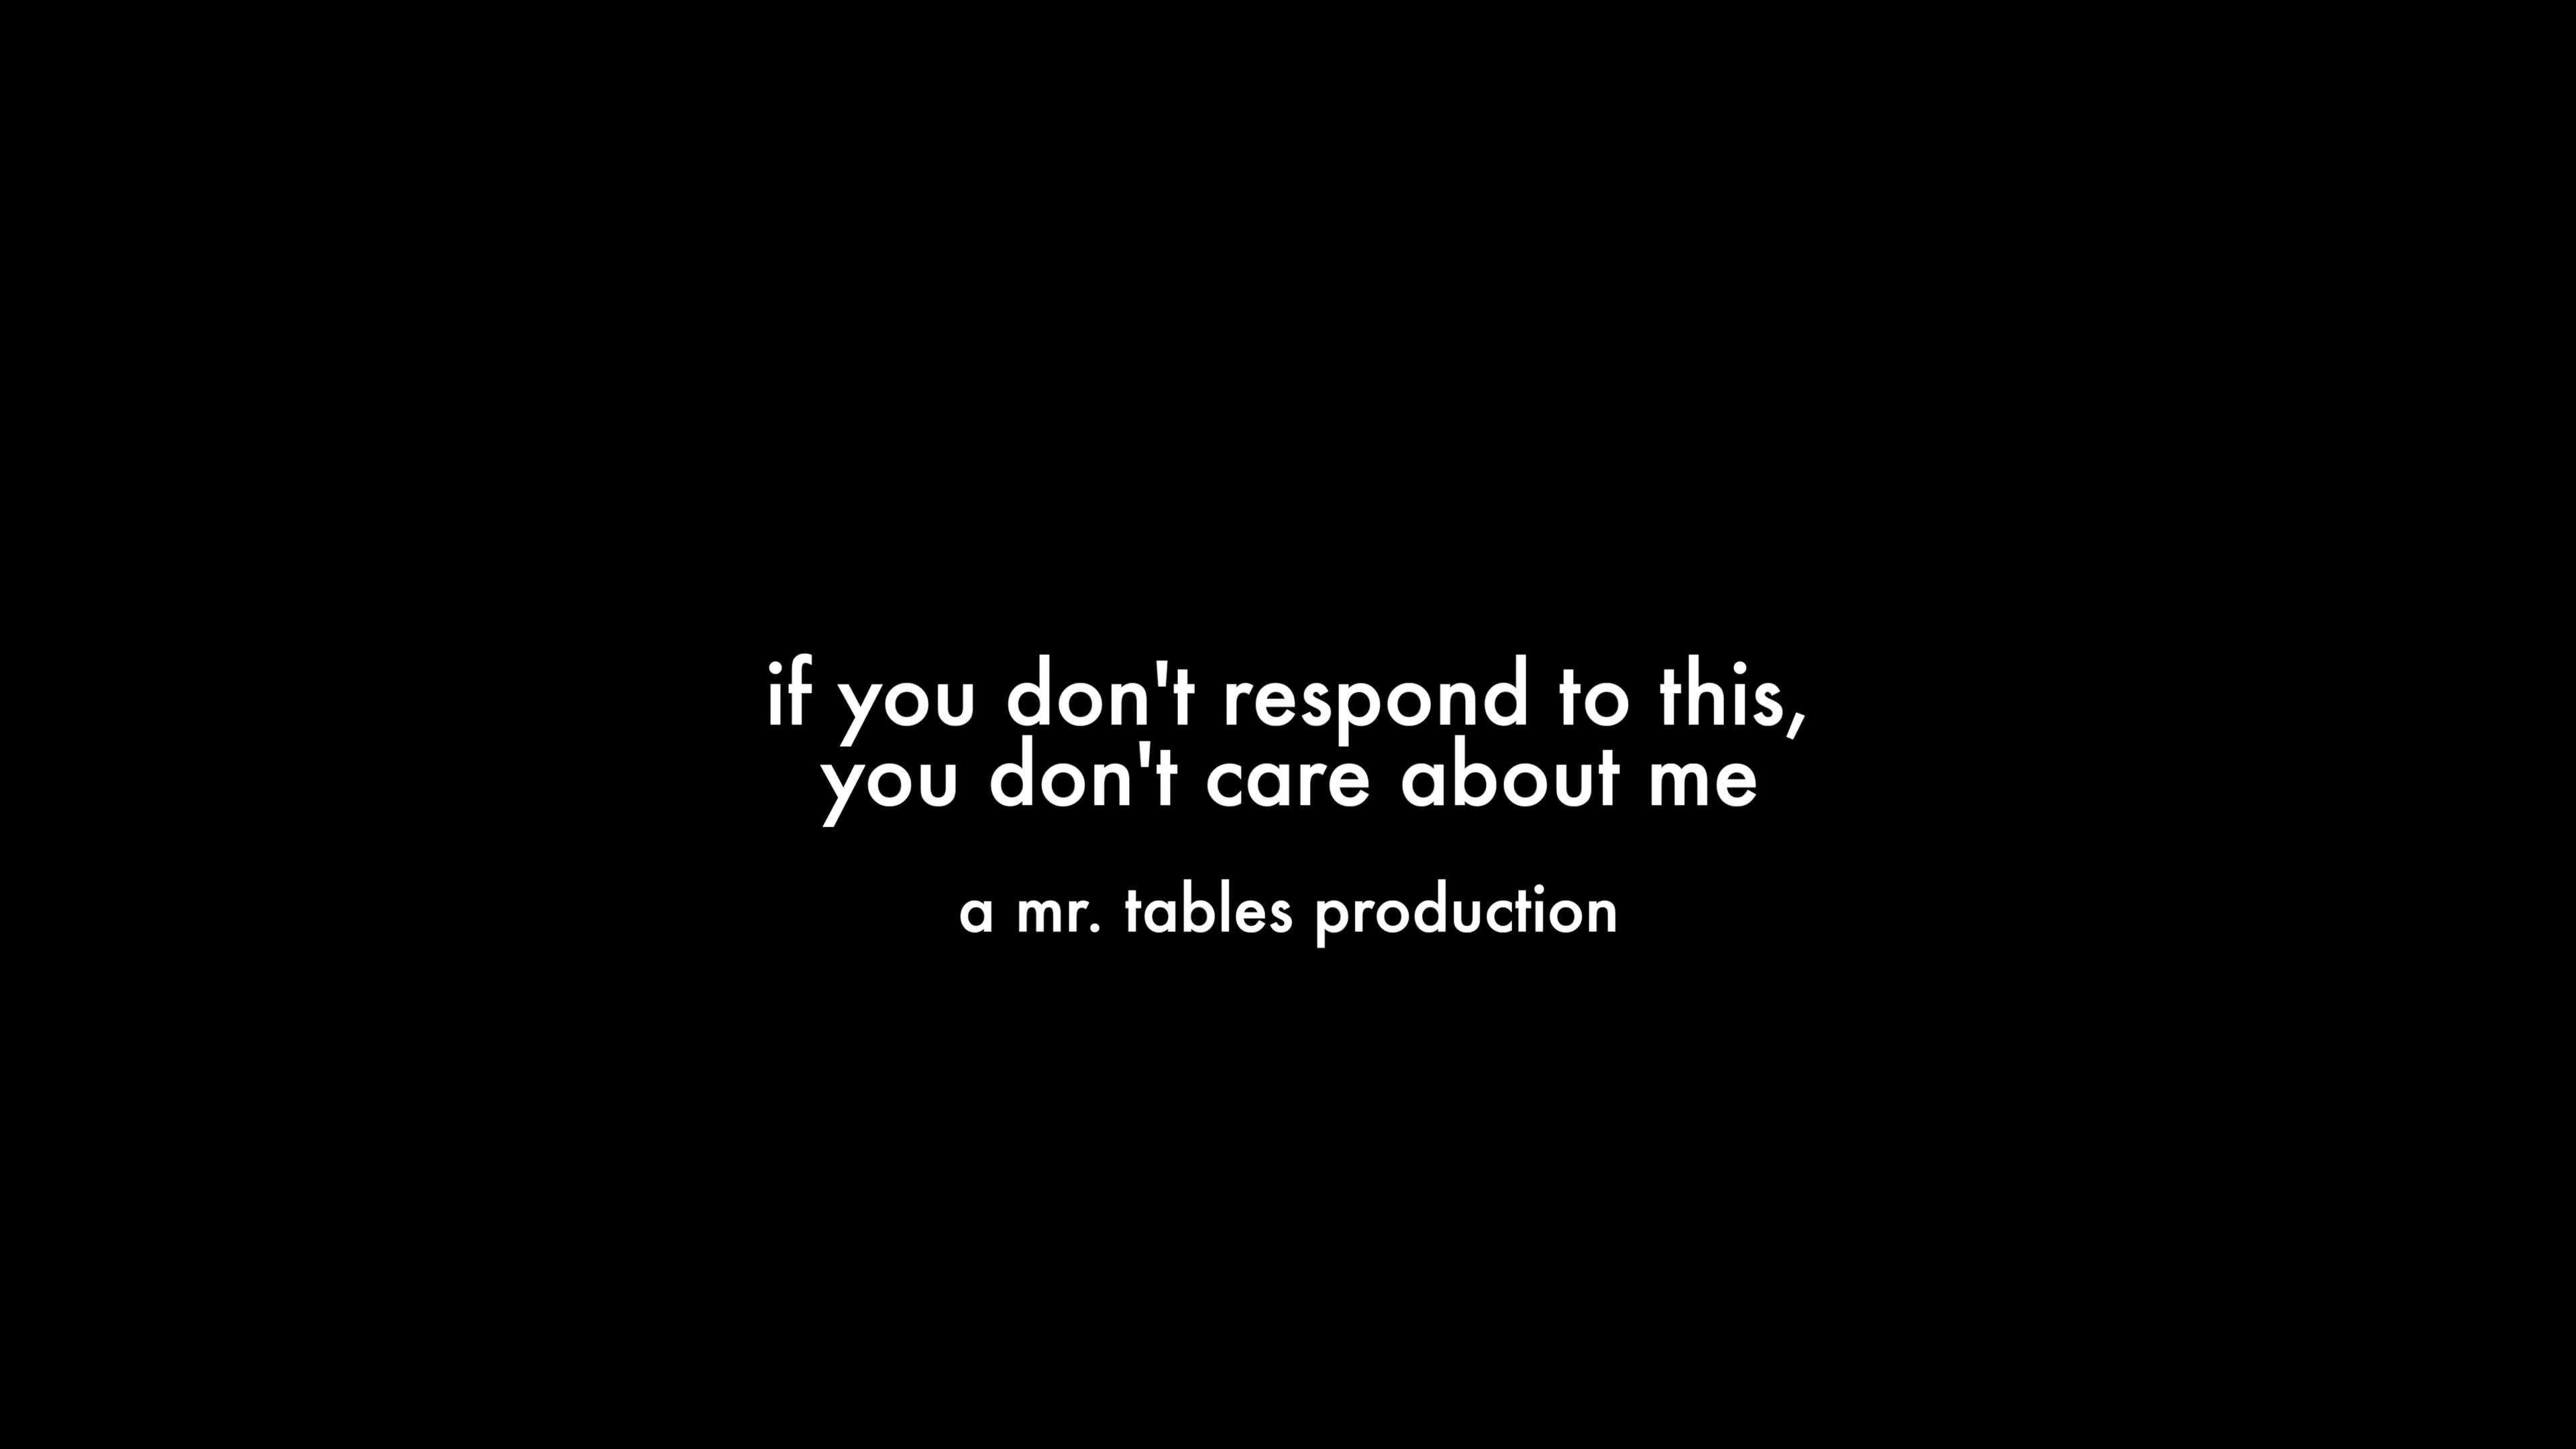 if you don't respond to this,
you don't care about me
a mr. tables production